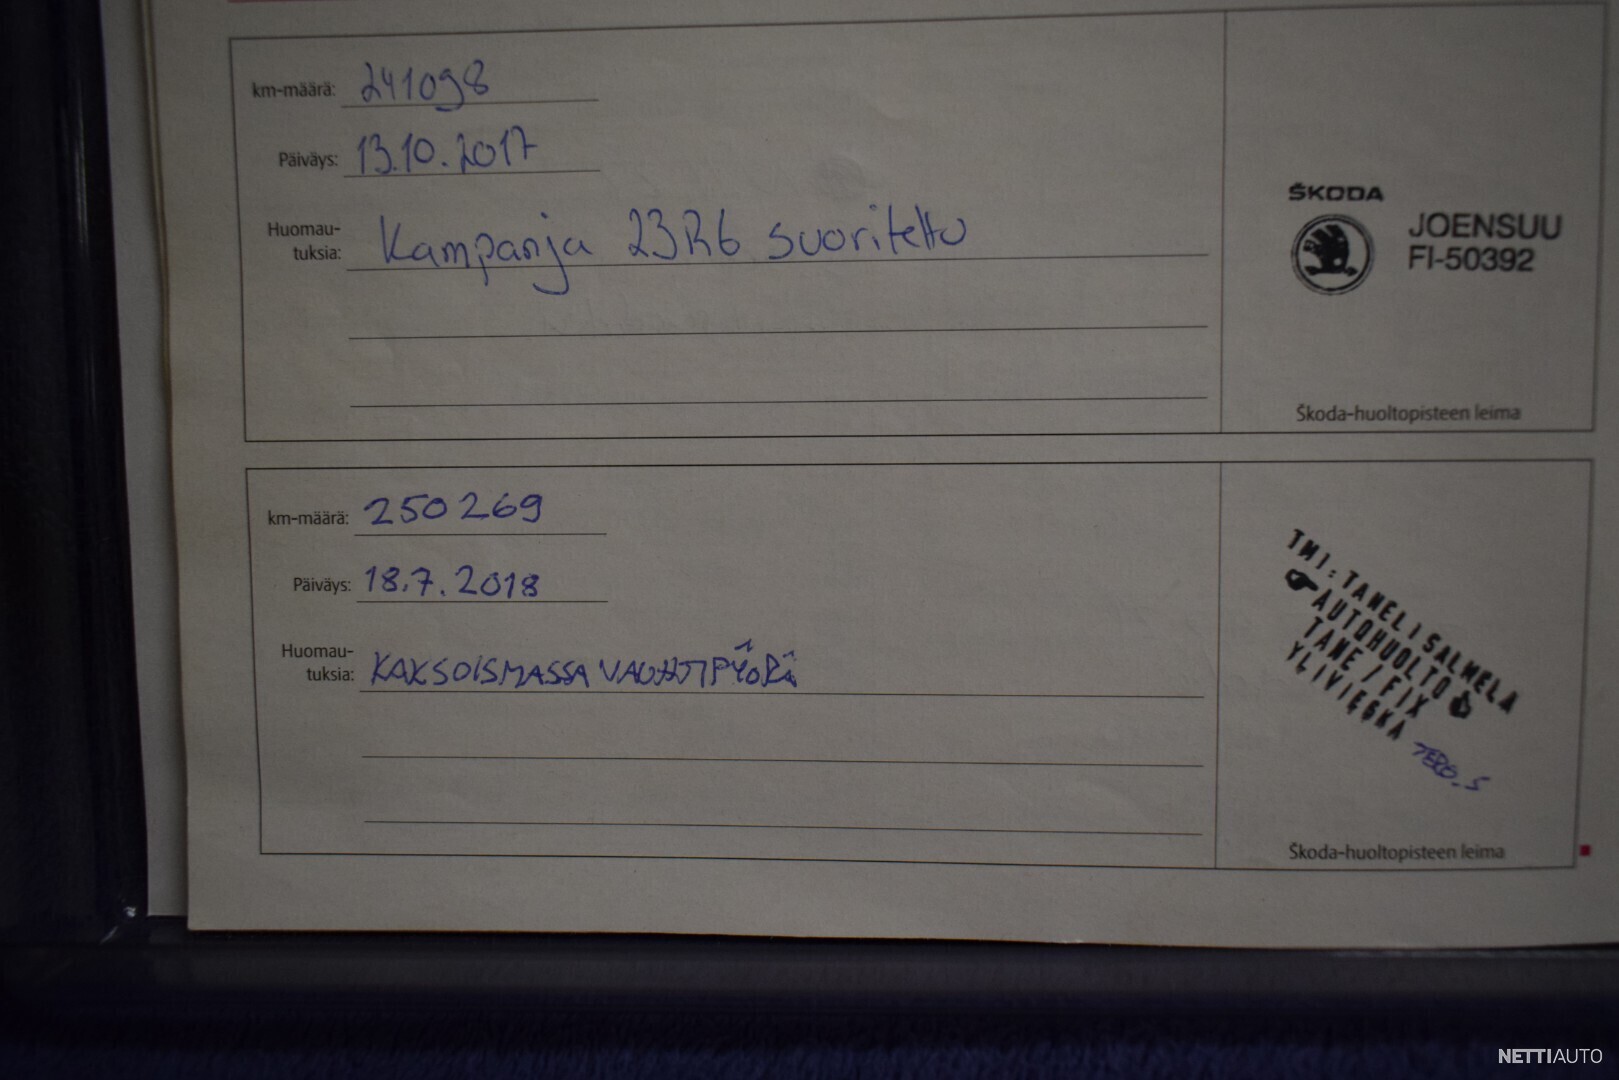 km-määrä: 241098
Päiväys: 13.10.2017
Huomau-
tuksia: Kampanja 23R6 suoritettu
ŠKODA
JOENSUU
FI-50392
Škoda-huoltopisteen leima
km-määrä: 250269
Päiväys: 18.7.2018
Huomau-
tuksia: KAKSOISMASSA VAUHTIPYÖRÄ
TMI: TANELI SALMELA
AUTOHUOLTO
TANE/FIX
YLIVIESKA
TERO.S
Škoda-huoltopisteen leima
NETTIAUTO